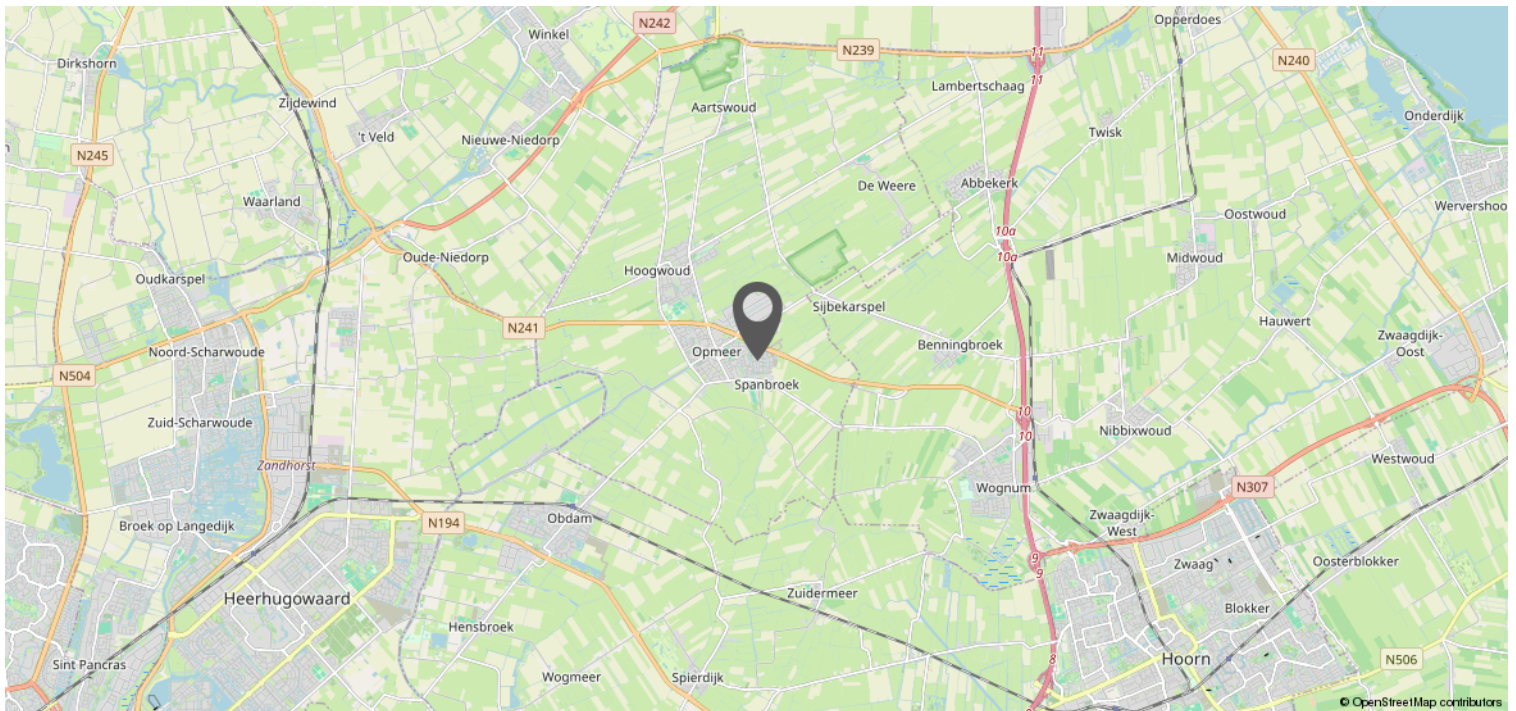 Opperdoes
N242
Winkel
N239
11
Dirkshorn
N240
11
Lambertschaag
Zijdewind
Aartswoud
Onderdijk
't Veld
Twisk
Nieuwe-Niedorp
N245
De Weere
Abbekerk
Waarland
Wervershoo
Oostwoud
10a
Oude-Niedorp
10a
Midwoud
Hoogwoud
Oudkarspel
Sijbekarspel
Hauwert
N241
Zwaagdijk-
Oost
Benningbroek
Opmeer
Noord-Scharwoude
N504
Spanbroek
10
Zuid-Scharwoude
Nibbixwoud
10
Westwoud
Zandhorst
N307
Wognum
Obdam
Zwaagdijk-
West
N194
Broek op Langedijk
9
Oosterblokker
Zwaag
9
Zuidermeer
Heerhugowaard
Blokker
Hensbroek
8
Hoorn
N506
Sint Pancras
Wogmeer
Spierdijk
© OpenStreetMap contributors